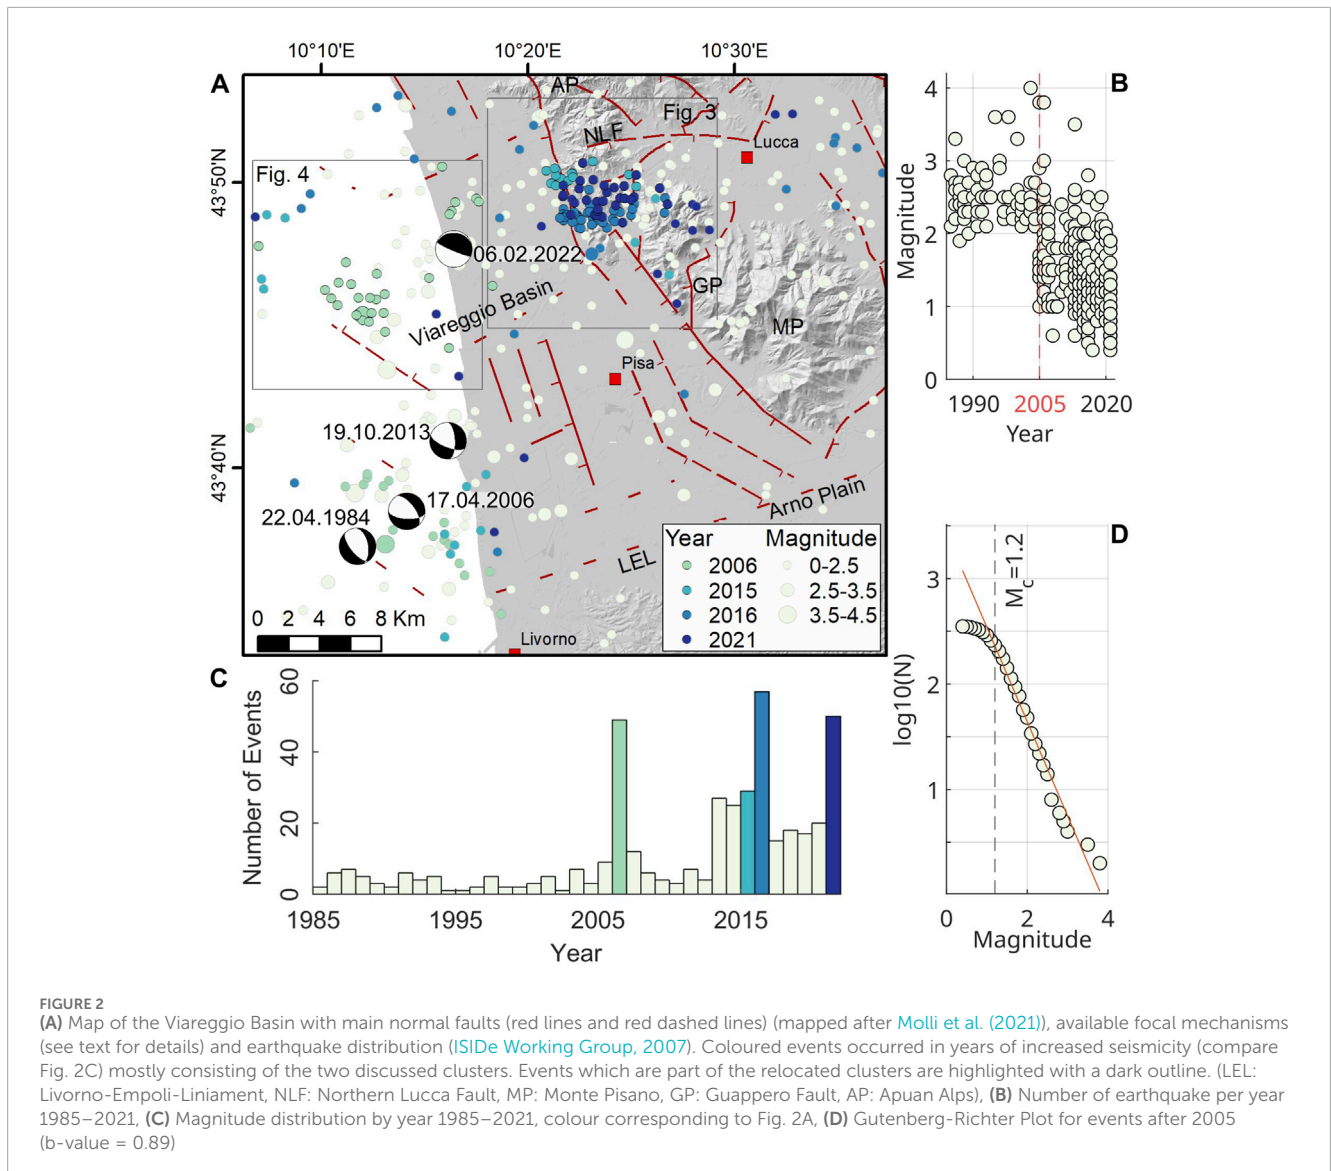 10°10'E 10°20'E 10°30'E
A
AP
Fig. 3
NLF
Lucca
43°50'N
Fig. 4
06.02.2022
GP
Viareggio Basin
MP
Pisa
19.10.2013
43°40'N
17.04.2006
22.04.1984
Arno Plain
LEL
Year Magnitude
2006 0-2.5
2015 2.5-3.5
2016 3.5-4.5
2021
0 2 4 6 8 Km
Livorno
B
4
3
2
1
0
Magnitude
1990 2005 2020
Year
C
60
40
20
0
Number of Events
1985 1995 2005 2015
Year
D
Mc=1.2
3
2
1
log10(N)
0 2 4
Magnitude
FIGURE 2
(A) Map of the Viareggio Basin with main normal faults (red lines and red dashed lines) (mapped after Molli et al. (2021)), available focal mechanisms
(see text for details) and earthquake distribution (ISIDe Working Group, 2007). Coloured events occurred in years of increased seismicity (compare
Fig. 2C) mostly consisting of the two discussed clusters. Events which are part of the relocated clusters are highlighted with a dark outline. (LEL:
Livorno-Empoli-Liniament, NLF: Northern Lucca Fault, MP: Monte Pisano, GP: Guappero Fault, AP: Apuan Alps), (B) Number of earthquake per year
1985–2021, (C) Magnitude distribution by year 1985–2021, colour corresponding to Fig. 2A, (D) Gutenberg-Richter Plot for events after 2005
(b-value = 0.89)